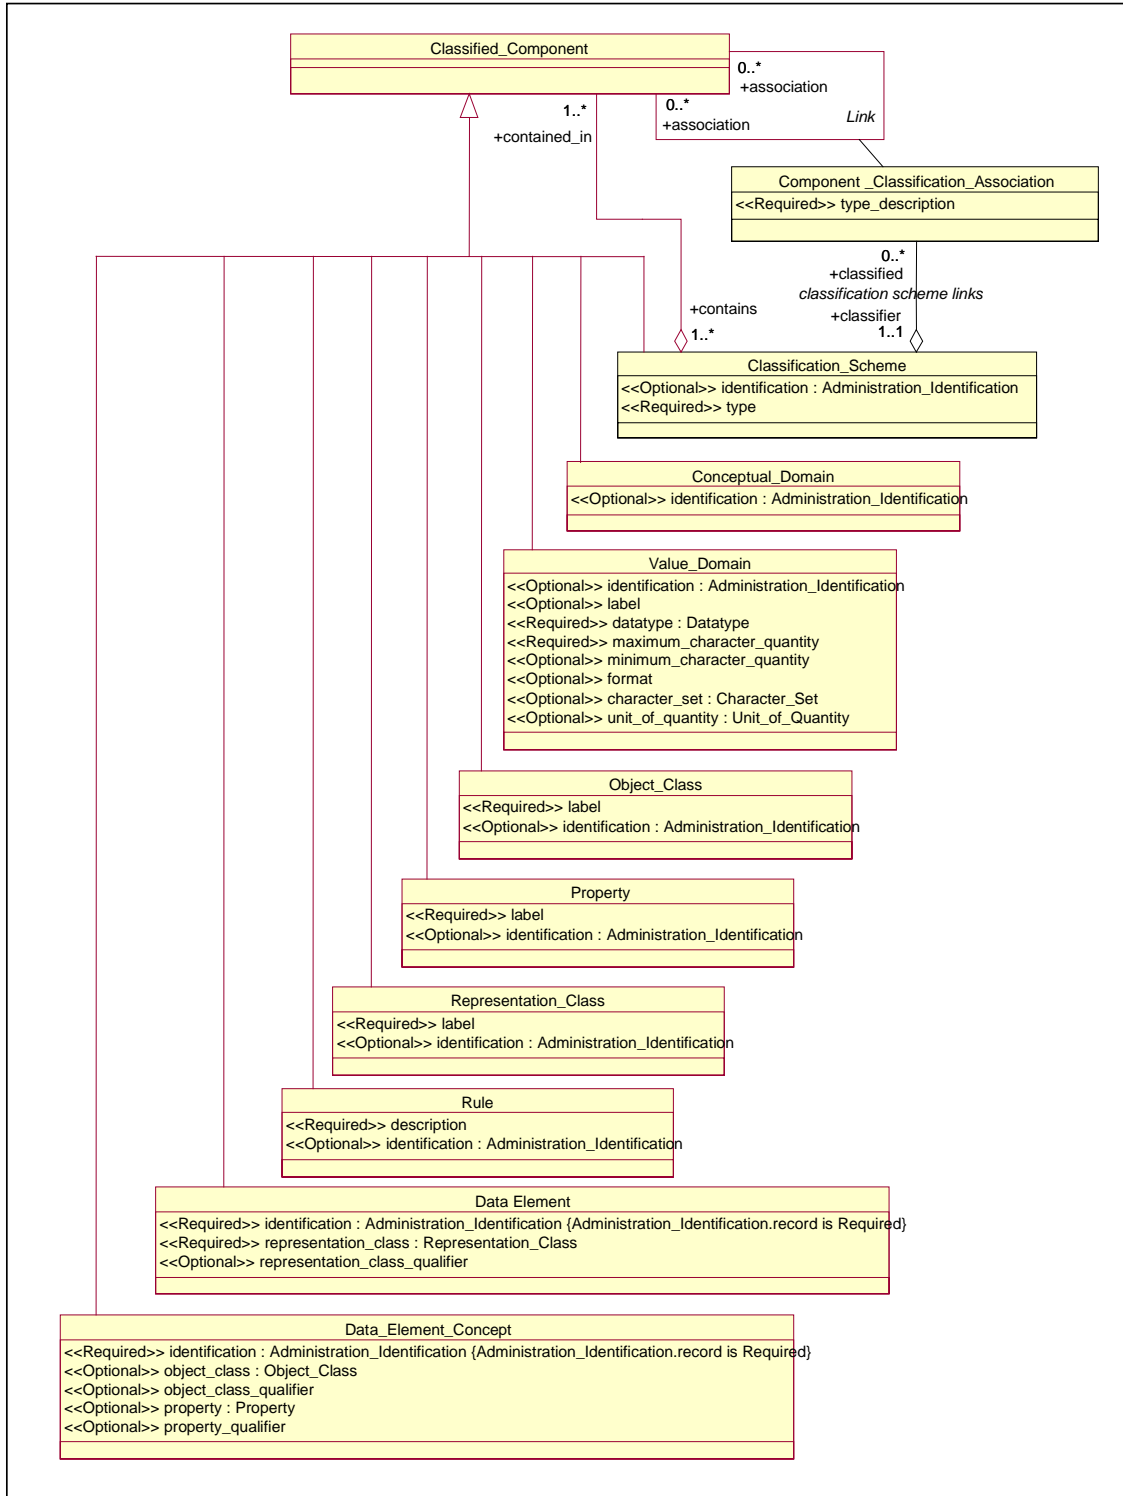 Classified_Component
0..*
+association
1..*
+contained_in
0..*
+association
Link
Component _Classification_Association
<<Required>> type_description
0..*
+classified
classification scheme links
+contains
+classifier
1..*
1..1
Classification_Scheme
<<Optional>> identification : Administration_Identification
<<Required>> type
Conceptual_Domain
<<Optional>> identification : Administration_Identification
Value_Domain
<<Optional>> identification : Administration_Identification
<<Optional>> label
<<Required>> datatype : Datatype
<<Required>> maximum_character_quantity
<<Optional>> minimum_character_quantity
<<Optional>> format
<<Optional>> character_set : Character_Set
<<Optional>> unit_of_quantity : Unit_of_Quantity
Object_Class
<<Required>> label
<<Optional>> identification : Administration_Identification
Property
<<Required>> label
<<Optional>> identification : Administration_Identification
Representation_Class
<<Required>> label
<<Optional>> identification : Administration_Identification
Rule
<<Required>> description
<<Optional>> identification : Administration_Identification
Data Element
<<Required>> identification : Administration_Identification {Administration_Identification.record is Required}
<<Required>> representation_class : Representation_Class
<<Optional>> representation_class_qualifier
Data_Element_Concept
<<Required>> identification : Administration_Identification {Administration_Identification.record is Required}
<<Optional>> object_class : Object_Class
<<Optional>> object_class_qualifier
<<Optional>> property : Property
<<Optional>> property_qualifier